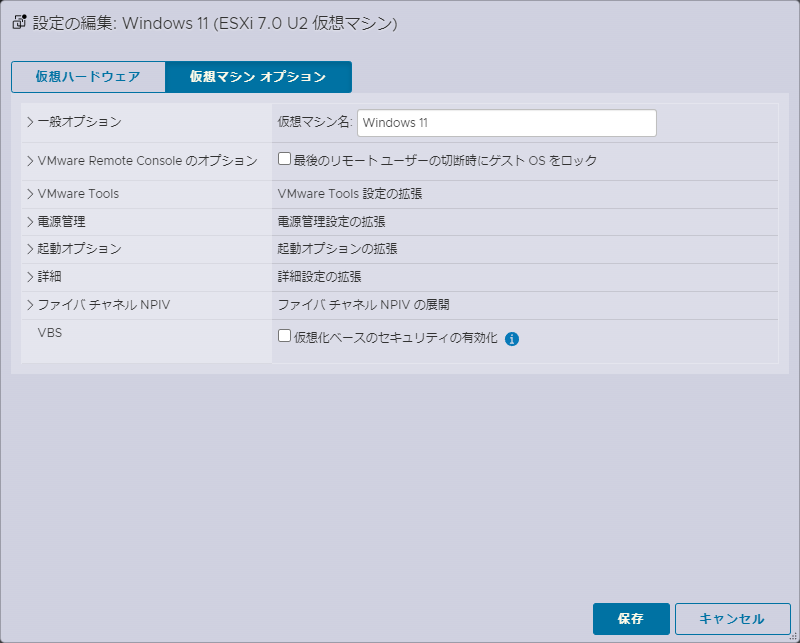 設定の編集: Windows 11 (ESXi 7.0 U2 仮想マシン)
仮想ハードウェア 仮想マシン オプション
一般オプション 仮想マシン名: Windows 11
VMware Remote Console のオプション 最後のリモート ユーザーの切断時にゲスト OS をロック
VMware Tools VMware Tools 設定の拡張
電源管理 電源管理設定の拡張
起動オプション 起動オプションの拡張
詳細 詳細設定の拡張
ファイバ チャネル NPIV ファイバ チャネル NPIV の展開
VBS 仮想化ベースのセキュリティの有効化
保存 キャンセル